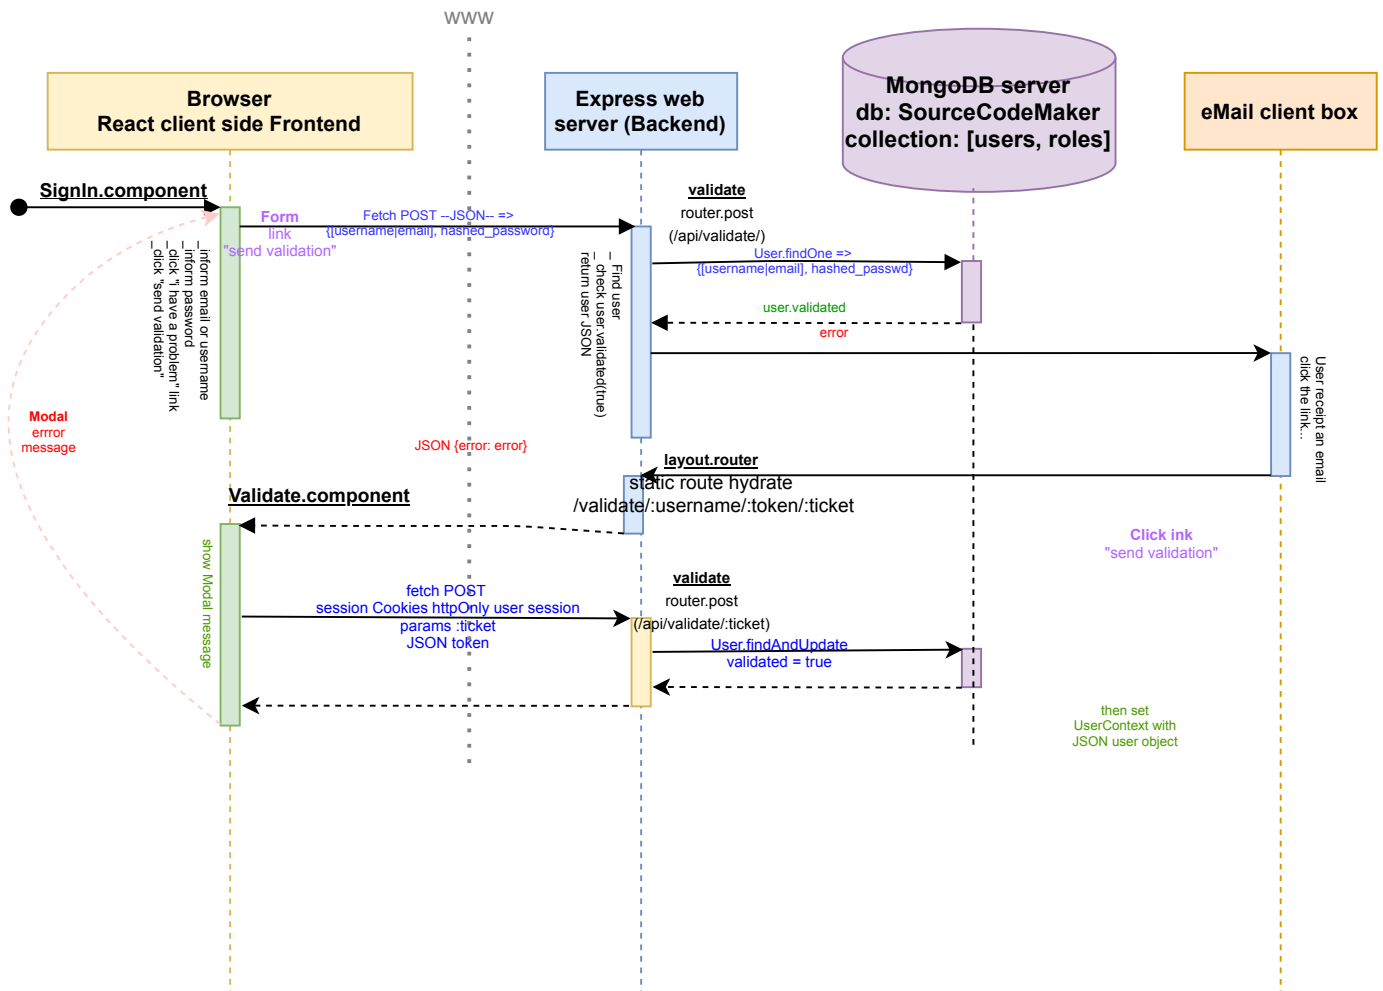 www
Browser
React client side Frontend
Express web
server (Backend)
MongoDB server
db: SourceCodeMaker
collection: [users, roles]
eMail client box
SignIn.component
Form
link
"send validation"
Fetch POST --JSON-- =>
{[username|email], hashed_password}
validate
router.post
(/api/validate/)
User.findOne =>
{[username|email], hashed_passwd}
_inform email or username
_inform password
_click "i have a problem" link
_click "send validation"
_ Find user
_ check user.validated(true)
return user JSON
user.validated
error
User receipt an email
click the link...
Modal
errror
message
JSON {error: error}
layout.router
static route hydrate
/validate/:username/:token/:ticket
Validate.component
Click ink
"send validation"
show Modal message
fetch POST
session Cookies httpOnly user session
params :ticket
JSON token
validate
router.post
(/api/validate/:ticket)
User.findAndUpdate
validated = true
then set
UserContext with
JSON user object